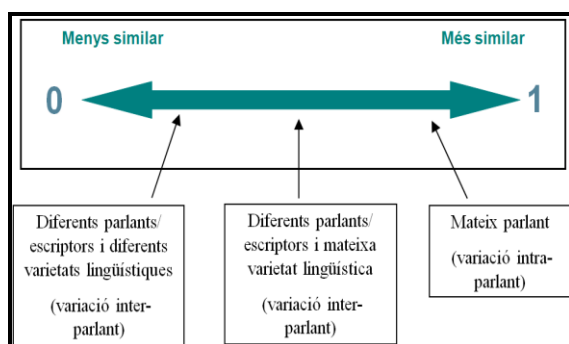 Menys similar
Més similar
0
1
Diferents parlants/
escriptors i diferents
varietats lingüístiques
(variació inter-
parlant)
Diferents parlants/
escriptors i mateixa
varietat lingüística
(variació inter-
parlant)
Mateix parlant
(variació intra-
parlant)